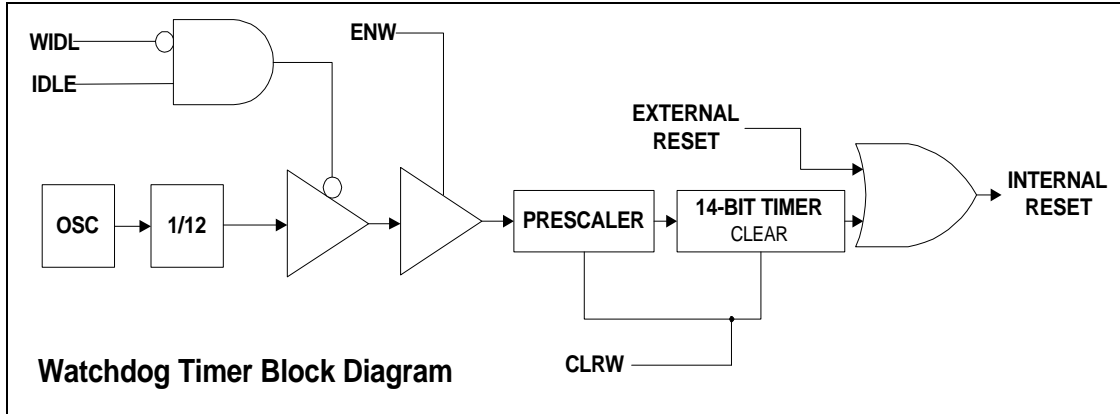 WIDL
IDLE
ENW
EXTERNAL
RESET
INTERNAL
RESET
OSC
1/12
PRESCALER
14-BIT TIMER
CLEAR
CLRW
Watchdog Timer Block Diagram